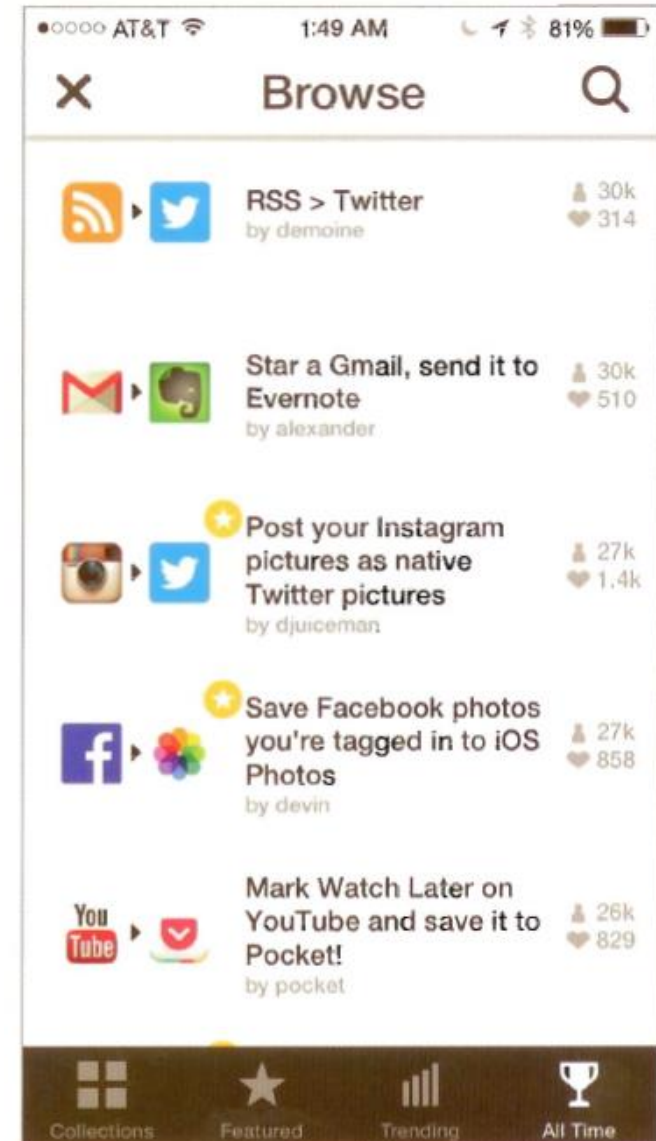 AT&T 1:49 AM 81%
Browse
RSS > Twitter
by demoine
30k
314
Star a Gmail, send it to
Evernote
by alexander
30k
510
Post your Instagram
pictures as native
Twitter pictures
by djuiceman
27k
1.4k
Save Facebook photos
you're tagged in to iOS
Photos
by devin
27k
858
You
Tube
Mark Watch Later on
YouTube and save it to
Pocket!
by pocket
26k
829
Collections Featured Trending All Time